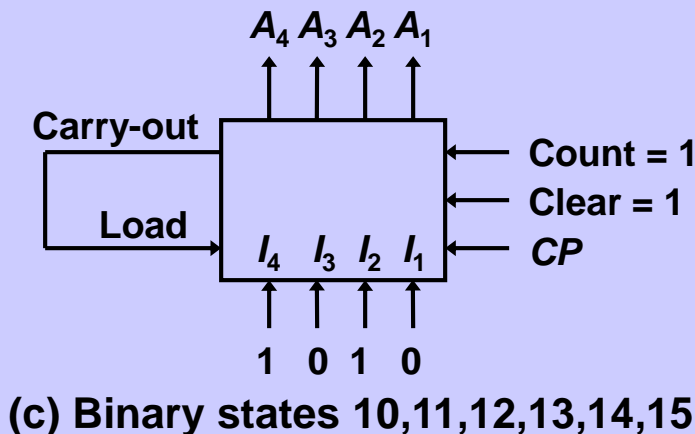 A4 A3 A2 A1
Carry-out
Count = 1
Clear = 1
Load
CP
I4 I3 I2 I1
1 0 1 0
(c) Binary states 10,11,12,13,14,15